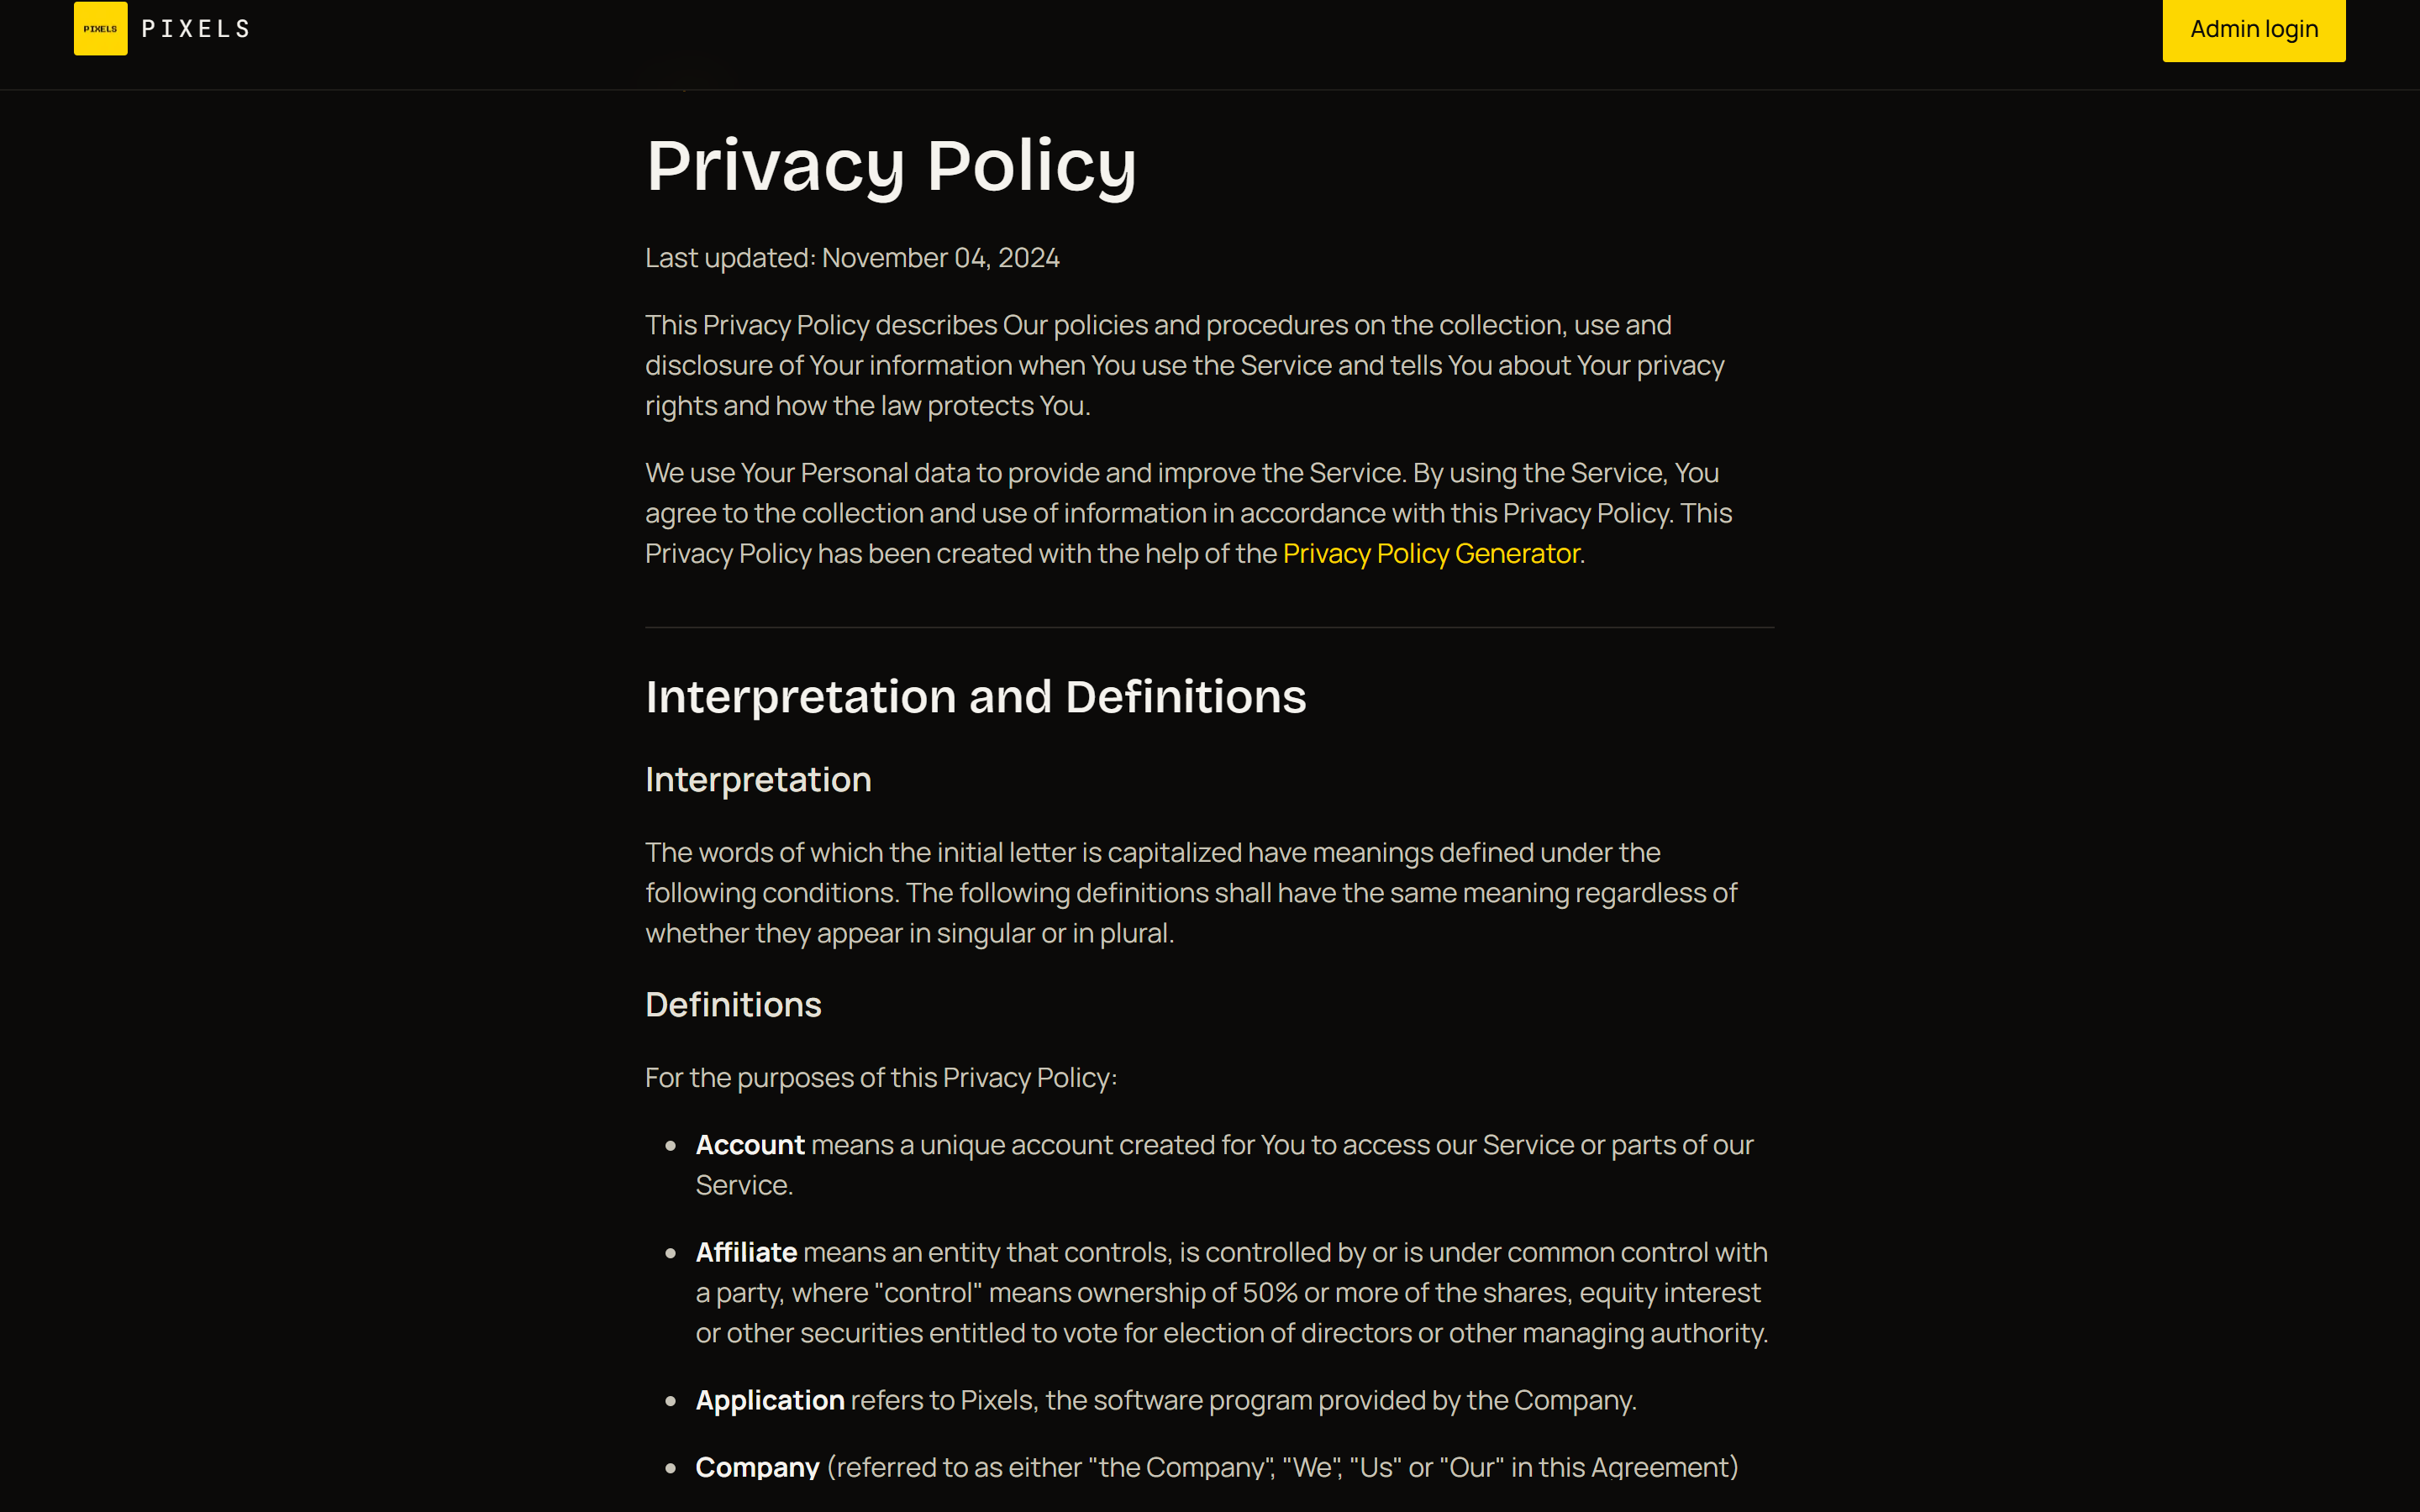 PIXELS
PIXELS
Admin login
Privacy Policy
Last updated: November 04, 2024
This Privacy Policy describes Our policies and procedures on the collection, use and
disclosure of Your information when You use the Service and tells You about Your privacy
rights and how the law protects You.
We use Your Personal data to provide and improve the Service. By using the Service, You
agree to the collection and use of information in accordance with this Privacy Policy. This
Privacy Policy has been created with the help of the Privacy Policy Generator.
Interpretation and Definitions
Interpretation
The words of which the initial letter is capitalized have meanings defined under the
following conditions. The following definitions shall have the same meaning regardless of
whether they appear in singular or in plural.
Definitions
For the purposes of this Privacy Policy:
Account means a unique account created for You to access our Service or parts of our
Service.
Affiliate means an entity that controls, is controlled by or is under common control with
a party, where "control" means ownership of 50% or more of the shares, equity interest
or other securities entitled to vote for election of directors or other managing authority.
Application refers to Pixels, the software program provided by the Company.
Company (referred to as either "the Company", "We", "Us" or "Our" in this Agreement)